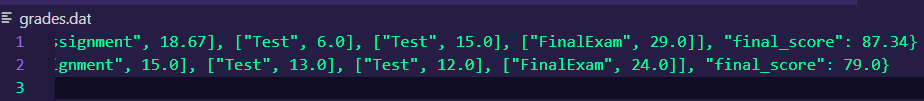 grades.dat
1 ssignment", 18.67], ["Test", 6.0], ["Test", 15.0], ["FinalExam", 29.0]], "final_score": 87.34}
2 gnment", 15.0], ["Test", 13.0], ["Test", 12.0], ["FinalExam", 24.0]], "final_score": 79.0}
3